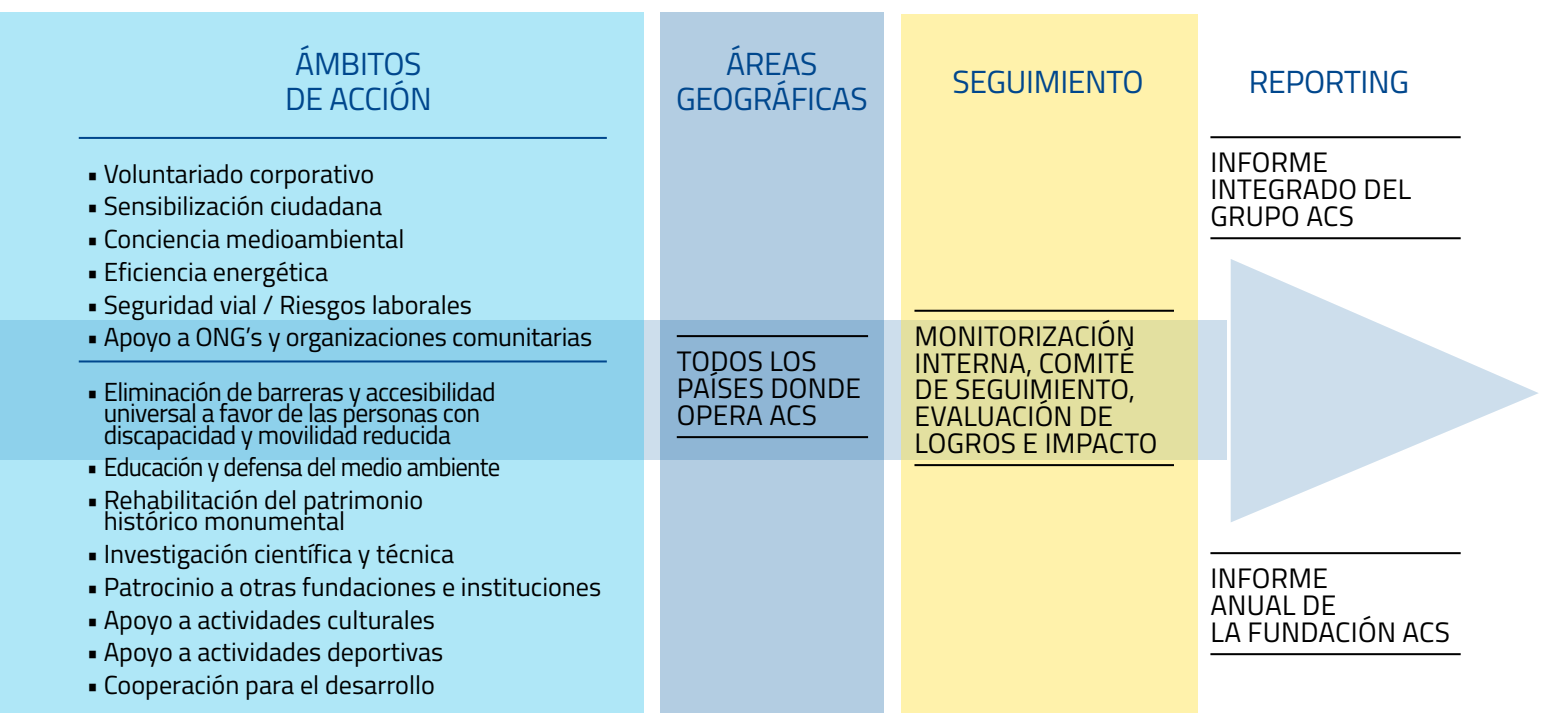 ÁMBITOS
DE ACCIÓN
▪ Voluntariado corporativo
▪ Sensibilización ciudadana
▪ Conciencia medioambiental
▪ Eficiencia energética
▪ Seguridad vial / Riesgos laborales
▪ Apoyo a ONG's y organizaciones comunitarias
▪ Eliminación de barreras y accesibilidad
universal a favor de las personas con
discapacidad y movilidad reducida
▪ Educación y defensa del medio ambiente
▪ Rehabilitación del patrimonio
histórico monumental
▪ Investigación científica y técnica
▪ Patrocinio a otras fundaciones e instituciones
▪ Apoyo a actividades culturales
▪ Apoyo a actividades deportivas
▪ Cooperación para el desarrollo
ÁREAS
GEOGRÁFICAS
TODOS LOS
PAÍSES DONDE
OPERA ACS
SEGUIMIENTO
MONITORIZACIÓN
INTERNA, COMITÉ
DE SEGUIMIENTO,
EVALUACIÓN DE
LOGROS E IMPACTO
REPORTING
INFORME
INTEGRADO DEL
GRUPO ACS
INFORME
ANUAL DE
LA FUNDACIÓN ACS